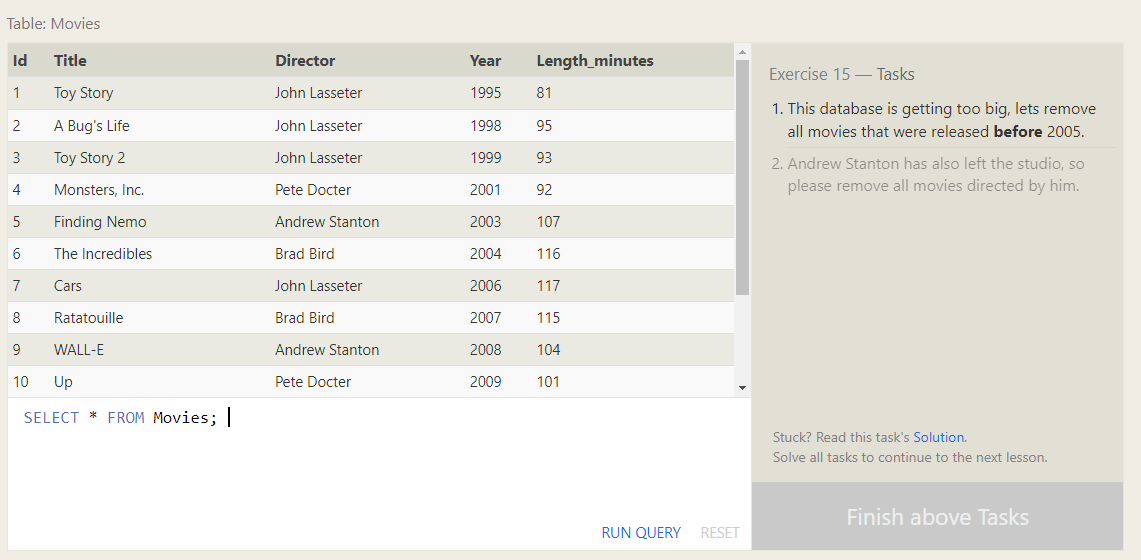 Table: Movies
Id Title Director Year Length_minutes
1 Toy Story John Lasseter 1995 81
2 A Bug's Life John Lasseter 1998 95
3 Toy Story 2 John Lasseter 1999 93
4 Monsters, Inc. Pete Docter 2001 92
5 Finding Nemo Andrew Stanton 2003 107
6 The Incredibles Brad Bird 2004 116
7 Cars John Lasseter 2006 117
8 Ratatouille Brad Bird 2007 115
9 WALL-E Andrew Stanton 2008 104
10 Up Pete Docter 2009 101
SELECT * FROM Movies;
RUN QUERY RESET
Exercise 15 — Tasks
1. This database is getting too big, lets remove
all movies that were released before 2005.
2. Andrew Stanton has also left the studio, so
please remove all movies directed by him.
Stuck? Read this task's Solution.
Solve all tasks to continue to the next lesson.
Finish above Tasks